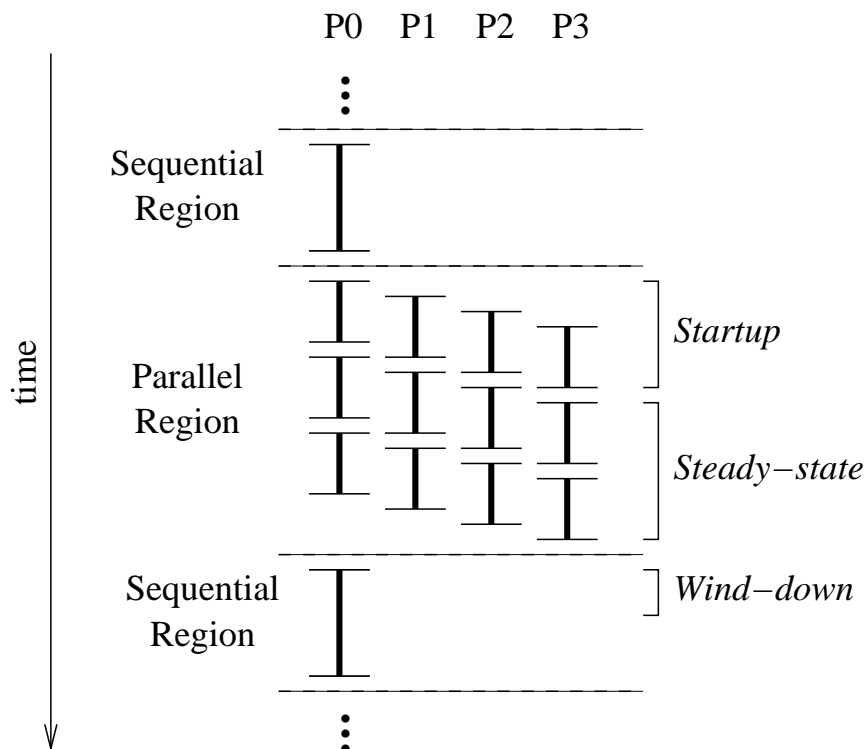 P0 P1 P2 P3
Sequential
Region
Startup
Parallel
Region
time
Steady−state
Sequential
Region
Wind−down